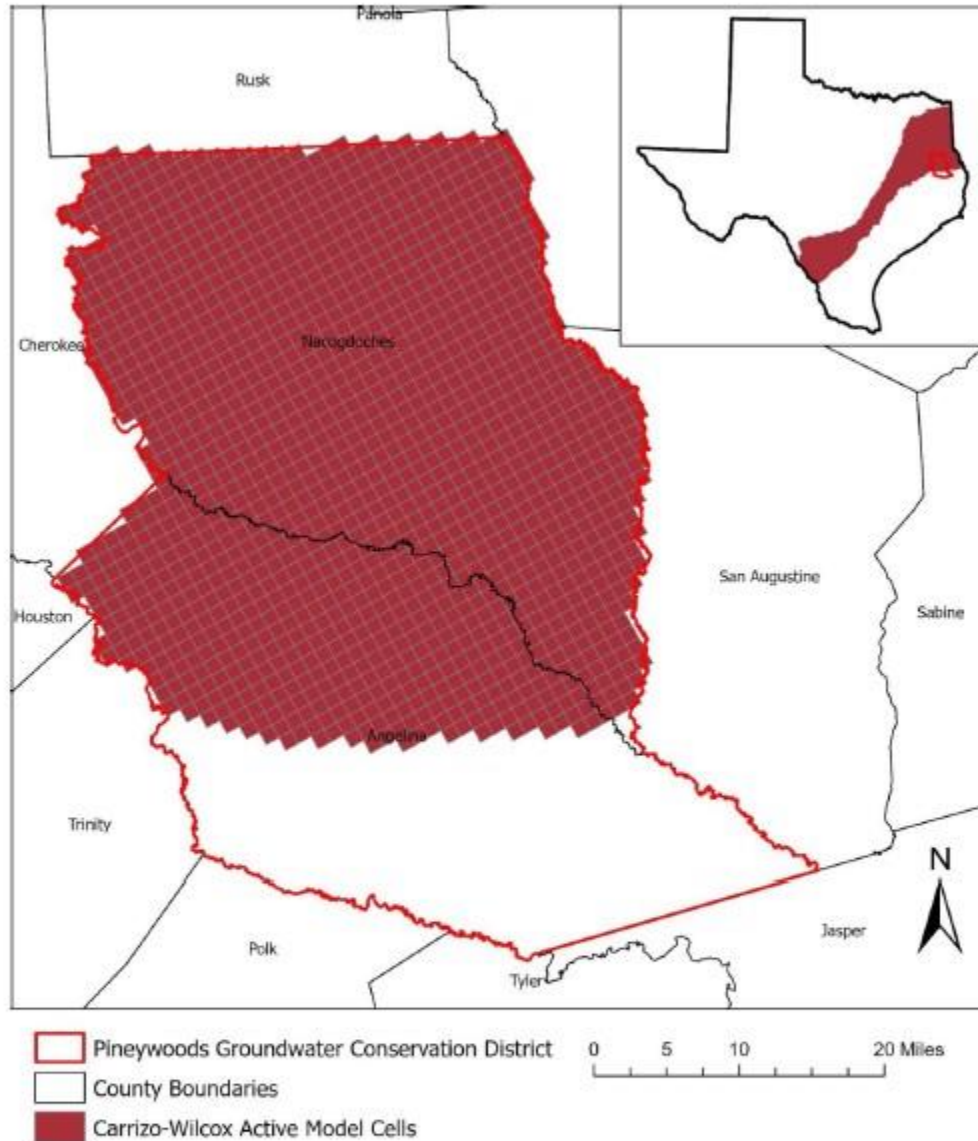 Panola
Rusk
Cherokee
Nacogdoches
San Augustine
Sabine
Houston
Angelina
Trinity
N
Polk
Jasper
Tyler
Pineywoods Groundwater Conservation District
0 5 10 20 Miles
County Boundaries
Carrizo-Wilcox Active Model Cells